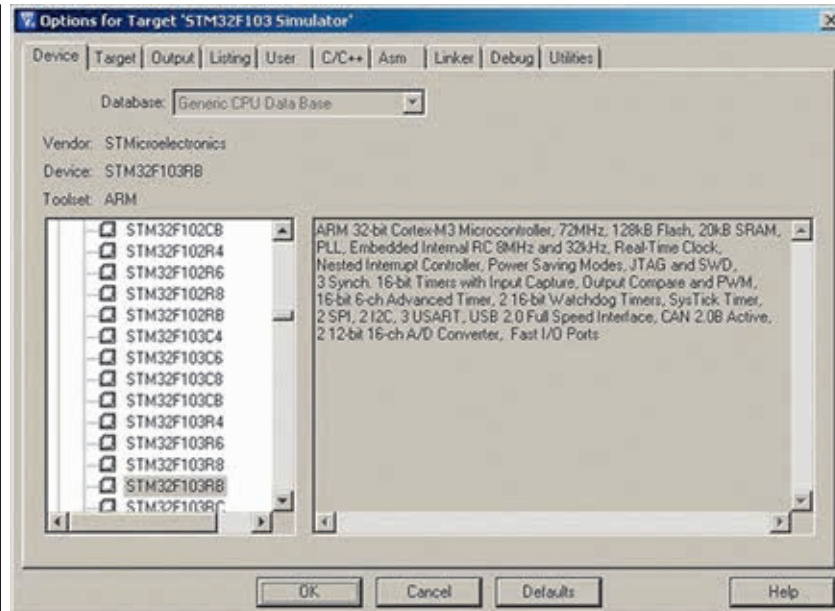 Options for Target 'STM32F103 Simulator'
Device Target Output Listing User C/C++ Asm Linker Debug Utilities
Database: Generic CPU Data Base
Vendor: STMicroelectronics
Device: STM32F103RB
Toolset: ARM
STM32F102CB
STM32F102R4
STM32F102R6
STM32F102R8
STM32F102RB
STM32F103C4
STM32F103C6
STM32F103C8
STM32F103CB
STM32F103R4
STM32F103R6
STM32F103R8
STM32F103RB
STM32F103RC
ARM 32-bit Cortex-M3 Microcontroller, 72MHz, 128kB Flash, 20kB SRAM,
PLL, Embedded Internal RC 8MHz and 32kHz, Real-Time Clock,
Nested Interrupt Controller, Power Saving Modes, JTAG and SWD,
3 Synch. 16-bit Timers with Input Capture, Output Compare and PWM,
16-bit 6-ch Advanced Timer, 2 16-bit Watchdog Timers, SysTick Timer,
2 SPI, 2 I2C, 3 USART, USB 2.0 Full Speed Interface, CAN 2.0B Active,
2 12-bit 16-ch A/D Converter, Fast I/O Ports
OK Cancel Defaults Help